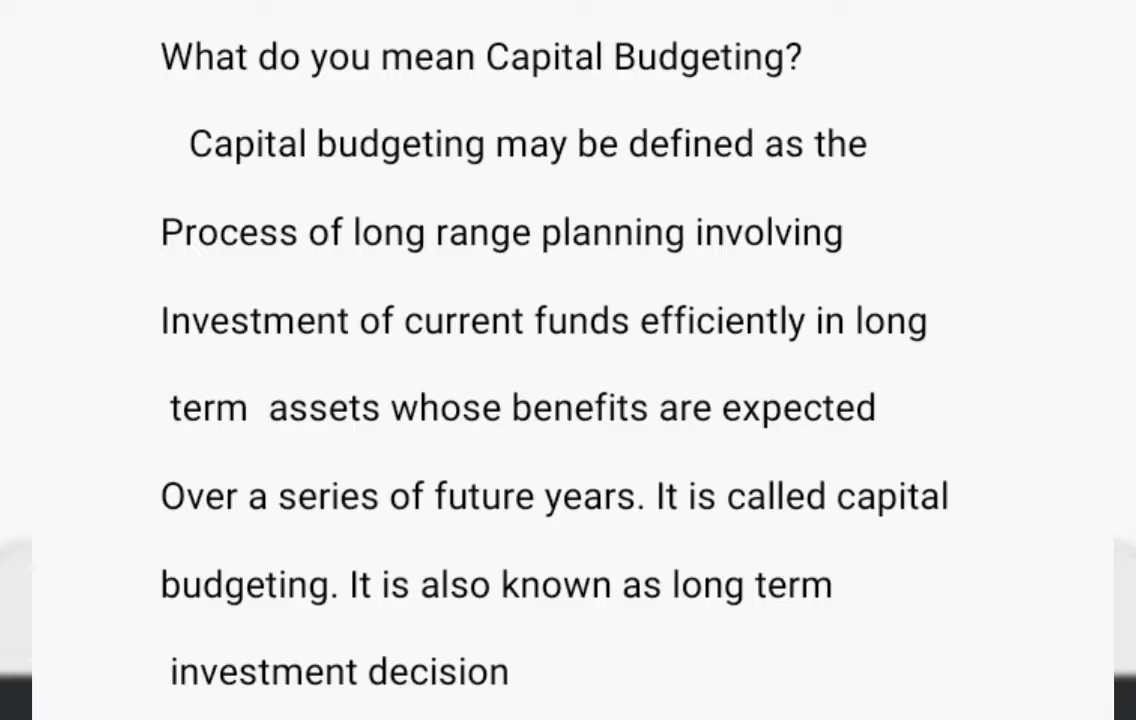 What do you mean Capital Budgeting?
Capital budgeting may be defined as the
Process of long range planning involving
Investment of current funds efficiently in long
term assets whose benefits are expected
Over a series of future years. It is called capital
budgeting. It is also known as long term
investment decision